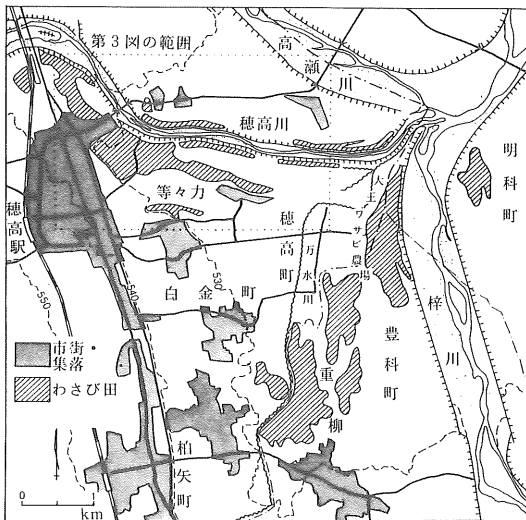 第3図の範囲
高瀬川
穂高川
明科町
等々力
穂高駅
穂高町
万水川
大王ワサビ農場
白金町
550
540
530
梓川
豊科町
重柳
柏矢町
市街・集落
わさび田
0
km